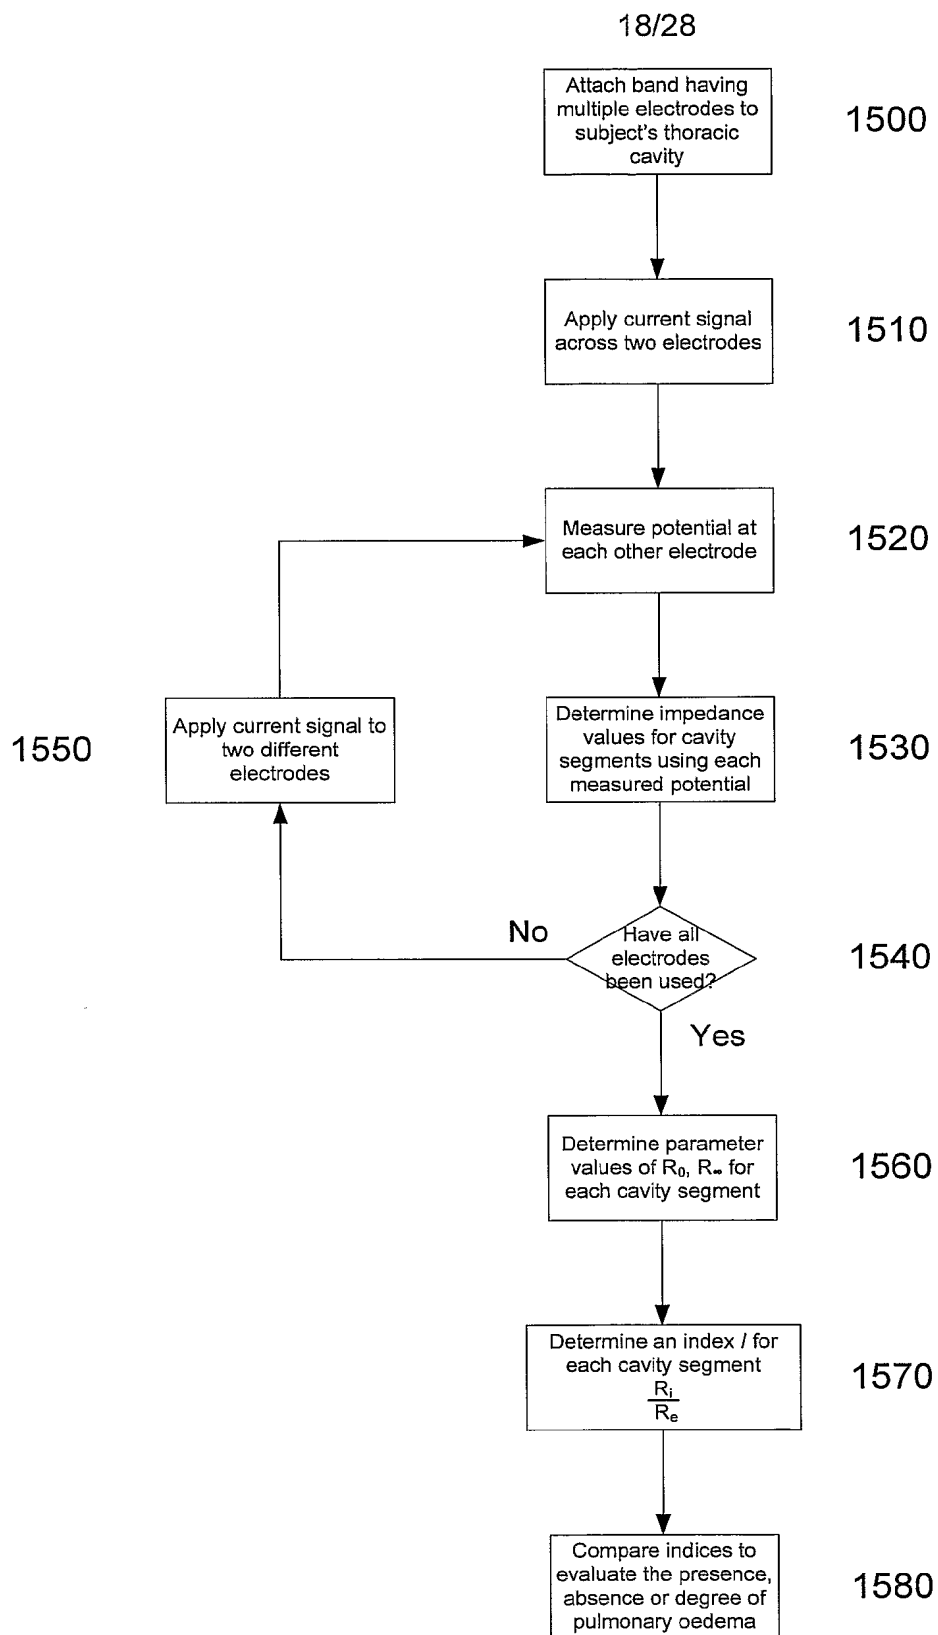 18/28
Attach band having
multiple electrodes to
subject's thoracic
cavity
1500
Apply current signal
across two electrodes
1510
Measure potential at
each other electrode
1520
Apply current signal to
two different
electrodes
1550
Determine impedance
values for cavity
segments using each
measured potential
1530
Have all
electrodes
been used?
1540
No
Yes
Determine parameter
values of R₀, R∞ for
each cavity segment
1560
Determine an index I for
each cavity segment
Rᵢ
Rₑ
1570
Compare indices to
evaluate the presence,
absence or degree of
pulmonary oedema
1580